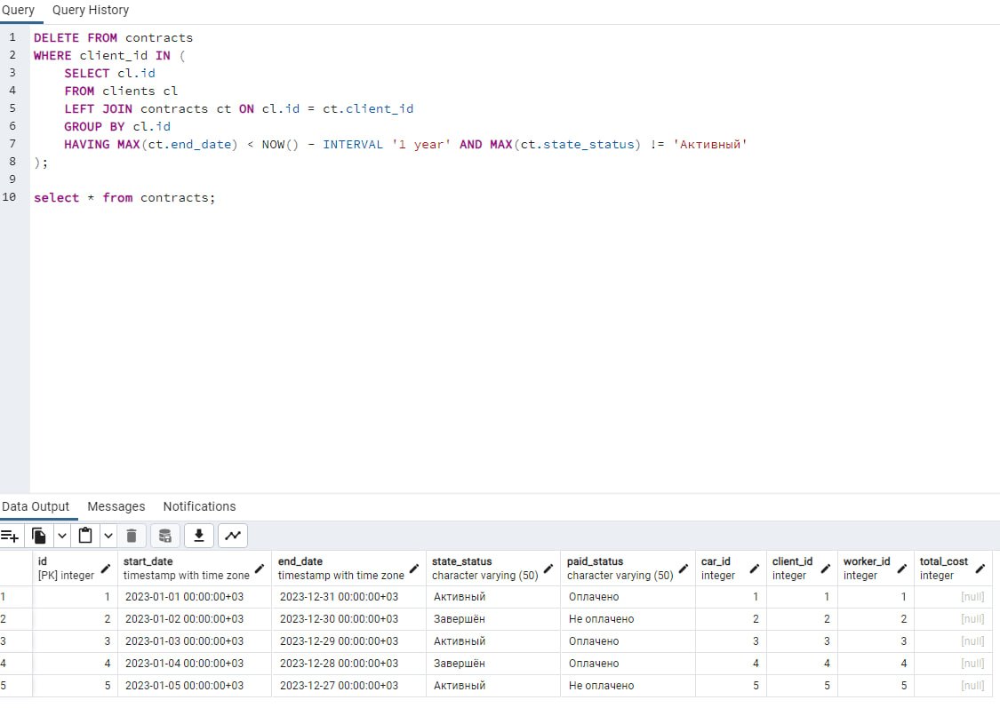 Query Query History
1 DELETE FROM contracts
2 WHERE client_id IN (
3 SELECT cl.id
4 FROM clients cl
5 LEFT JOIN contracts ct ON cl.id = ct.client_id
6 GROUP BY cl.id
7 HAVING MAX(ct.end_date) < NOW() - INTERVAL '1 year' AND MAX(ct.state_status) != 'Активный'
8 );
9
10 select * from contracts;
Data Output Messages Notifications
id start_date end_date state_status paid_status car_id client_id worker_id total_cost
[PK] integer timestamp with time zone timestamp with time zone character varying (50) character varying (50) integer integer integer integer
1 1 2023-01-01 00:00:00+03 2023-12-31 00:00:00+03 Активный Оплачено 1 1 1 [null]
2 2 2023-01-02 00:00:00+03 2023-12-30 00:00:00+03 Завершён Не оплачено 2 2 2 [null]
3 3 2023-01-03 00:00:00+03 2023-12-29 00:00:00+03 Активный Оплачено 3 3 3 [null]
4 4 2023-01-04 00:00:00+03 2023-12-28 00:00:00+03 Завершён Оплачено 4 4 4 [null]
5 5 2023-01-05 00:00:00+03 2023-12-27 00:00:00+03 Активный Не оплачено 5 5 5 [null]